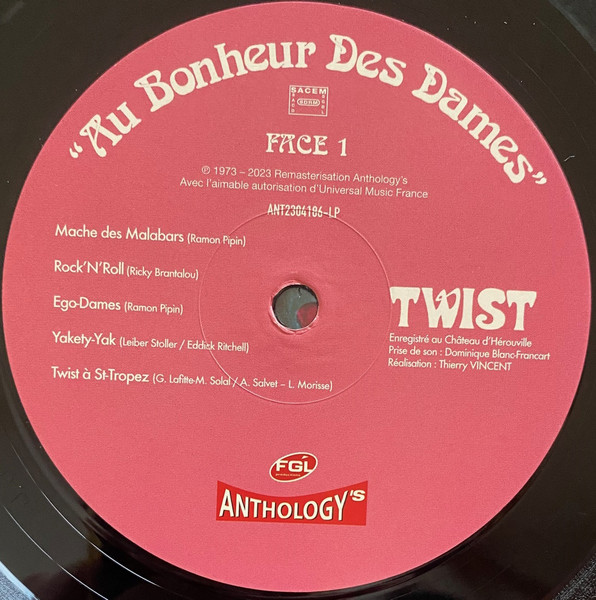 "Au Bonheur Des Dames"
SACEM
SDRM
FACE 1
℗ 1973 – 2023 Remasterisation Anthology's
Avec l'aimable autorisation d'Universal Music France
ANT2304186-LP
Mache des Malabars (Ramon Pipin)
Rock'N'Roll (Ricky Brantalou)
Ego-Dames (Ramon Pipin)
Yakety-Yak (Leiber Stoller / Eddick Ritchell)
Twist à St-Tropez (G. Lafitte-M. Solal / A. Salvet – L. Morisse)
TWIST
Enregistré au Château d'Hérouville
Prise de son : Dominique Blanc-Francart
Réalisation : Thierry VINCENT
FGL
ANTHOLOGY'S